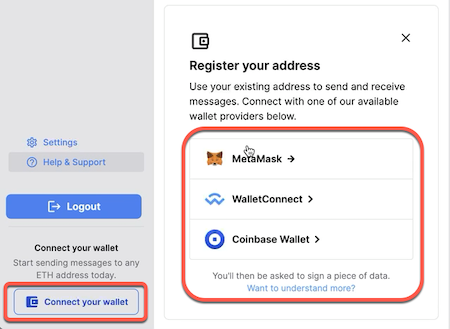 Settings
Help & Support
Logout
Connect your wallet
Start sending messages to any
ETH address today.
Connect your wallet
Register your address
Use your existing address to send and receive
messages. Connect with one of our available
wallet providers below.
MetaMask
WalletConnect
Coinbase Wallet
You'll then be asked to sign a piece of data.
Want to understand more?